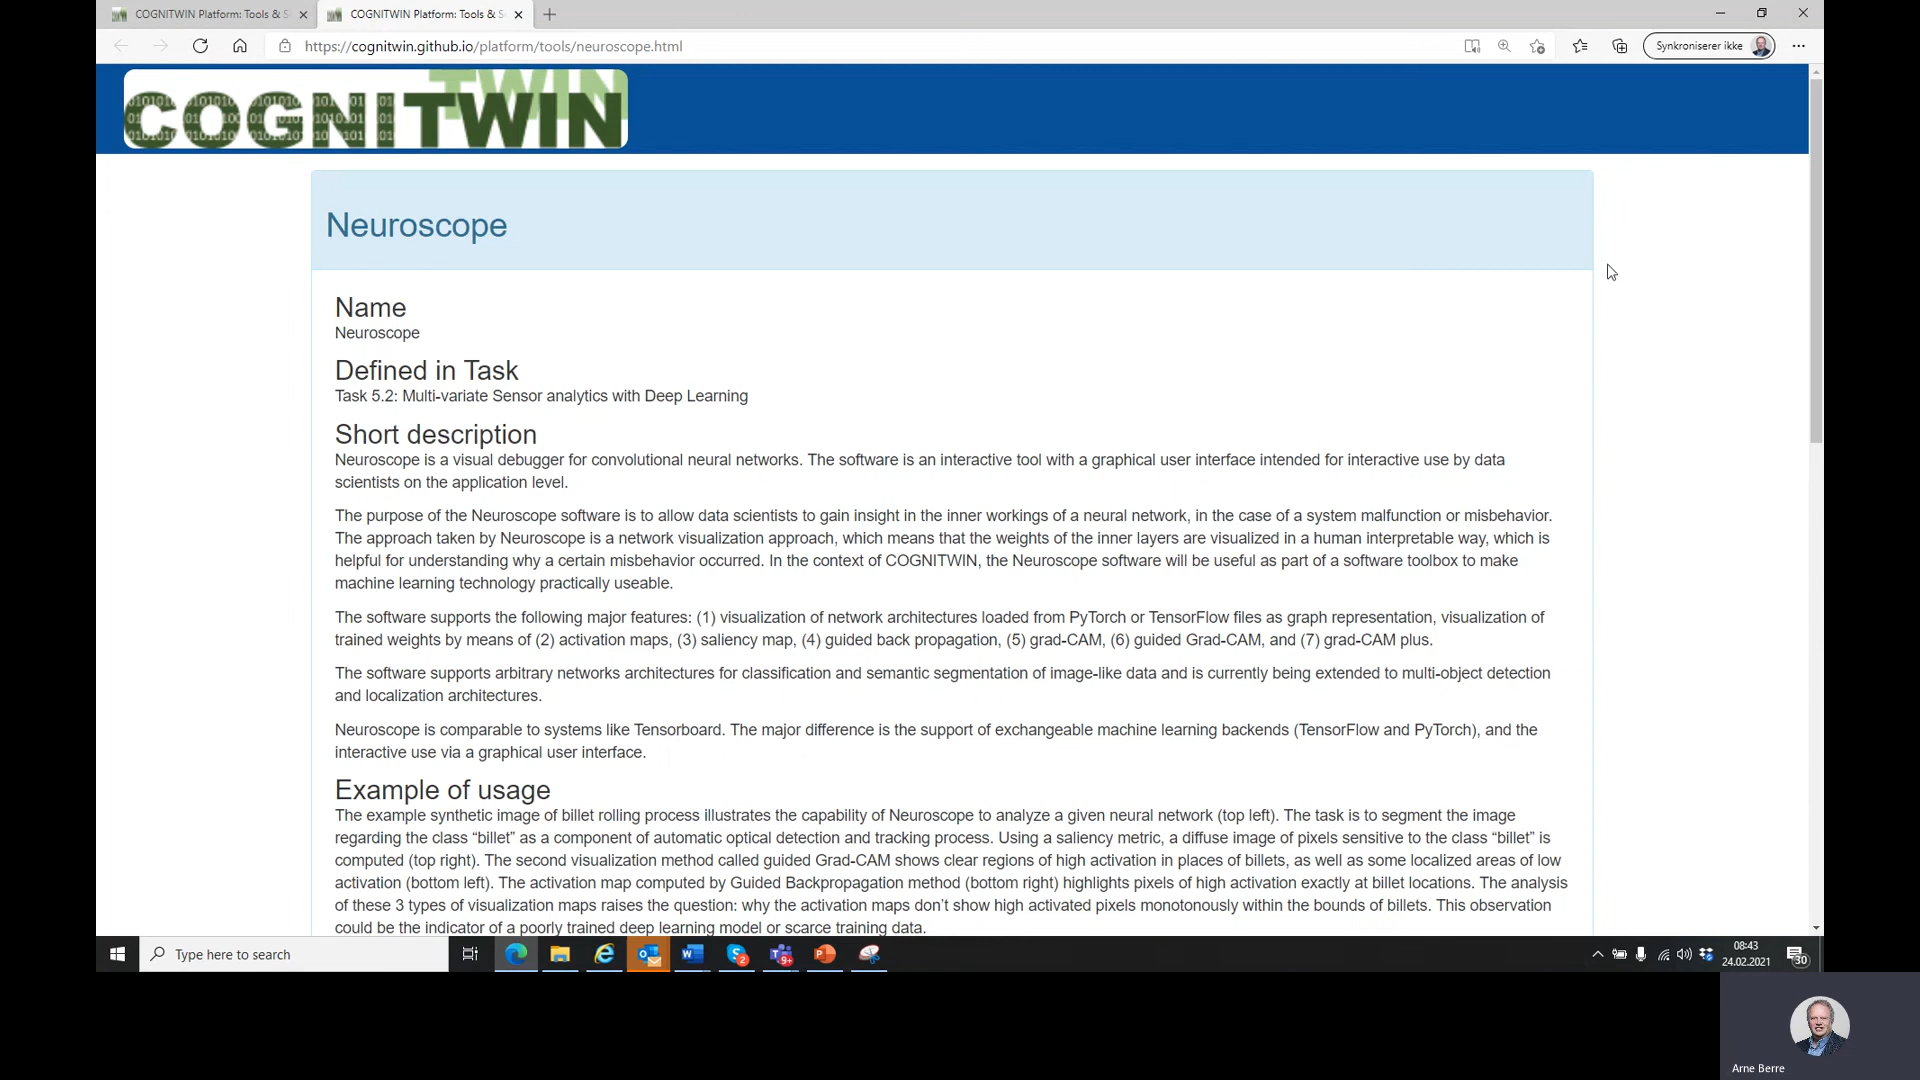 COGNITWIN Platform: Tools & S
COGNITWIN Platform: Tools & S
https://cognitwin.github.io/platform/tools/neuroscope.html
Synkroniserer ikke
TWIN
COGNITWIN
Neuroscope
Name
Neuroscope
Defined in Task
Task 5.2: Multi-variate Sensor analytics with Deep Learning
Short description
Neuroscope is a visual debugger for convolutional neural networks. The software is an interactive tool with a graphical user interface intended for interactive use by data
scientists on the application level.
The purpose of the Neuroscope software is to allow data scientists to gain insight in the inner workings of a neural network, in the case of a system malfunction or misbehavior.
The approach taken by Neuroscope is a network visualization approach, which means that the weights of the inner layers are visualized in a human interpretable way, which is
helpful for understanding why a certain misbehavior occurred. In the context of COGNITWIN, the Neuroscope software will be useful as part of a software toolbox to make
machine learning technology practically useable.
The software supports the following major features: (1) visualization of network architectures loaded from PyTorch or TensorFlow files as graph representation, visualization of
trained weights by means of (2) activation maps, (3) saliency map, (4) guided back propagation, (5) grad-CAM, (6) guided Grad-CAM, and (7) grad-CAM plus.
The software supports arbitrary networks architectures for classification and semantic segmentation of image-like data and is currently being extended to multi-object detection
and localization architectures.
Neuroscope is comparable to systems like Tensorboard. The major difference is the support of exchangeable machine learning backends (TensorFlow and PyTorch), and the
interactive use via a graphical user interface.
Example of usage
The example synthetic image of billet rolling process illustrates the capability of Neuroscope to analyze a given neural network (top left). The task is to segment the image
regarding the class “billet” as a component of automatic optical detection and tracking process. Using a saliency metric, a diffuse image of pixels sensitive to the class “billet” is
computed (top right). The second visualization method called guided Grad-CAM shows clear regions of high activation in places of billets, as well as some localized areas of low
activation (bottom left). The activation map computed by Guided Backpropagation method (bottom right) highlights pixels of high activation exactly at billet locations. The analysis
of these 3 types of visualization maps raises the question: why the activation maps don’t show high activated pixels monotonously within the bounds of billets. This observation
could be the indicator of a poorly trained deep learning model or scarce training data.
Type here to search
2
9+
08:43
24.02.2021
30
Arne Berre